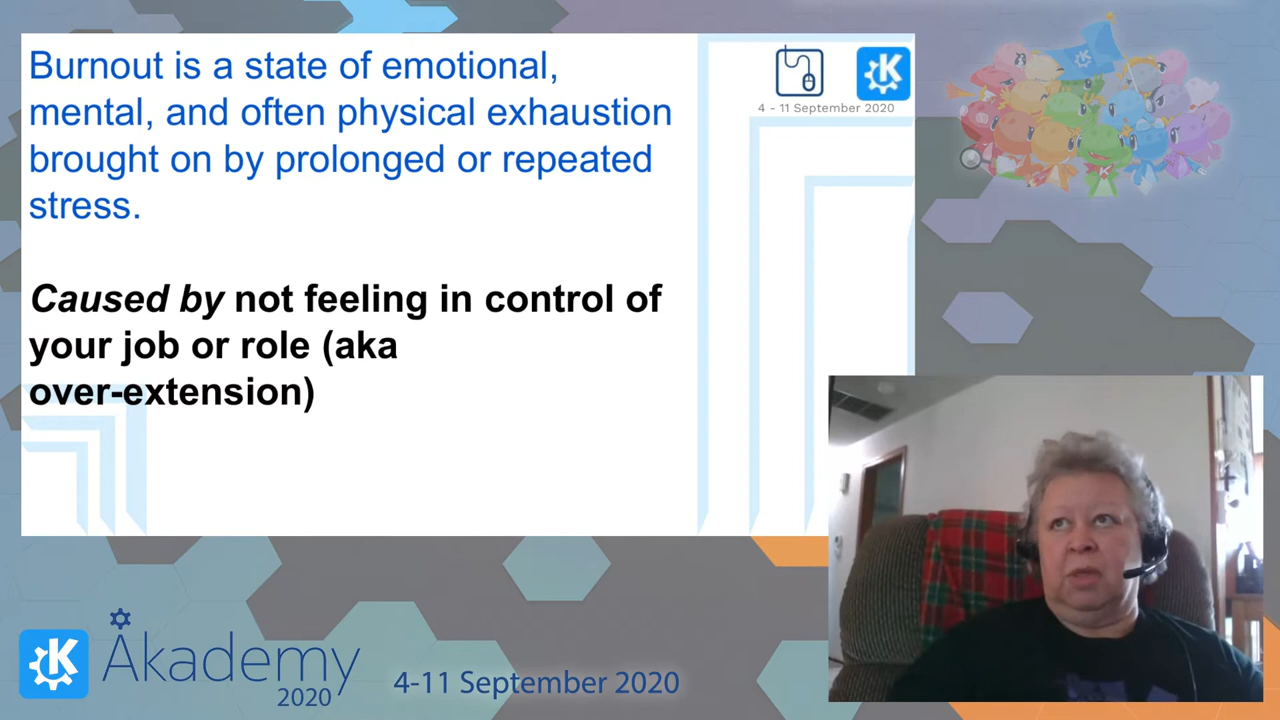 Burnout is a state of emotional,
mental, and often physical exhaustion
brought on by prolonged or repeated
stress.
Caused by not feeling in control of
your job or role (aka
over-extension)
4 - 11 September 2020
Akademy
2020
4-11 September 2020